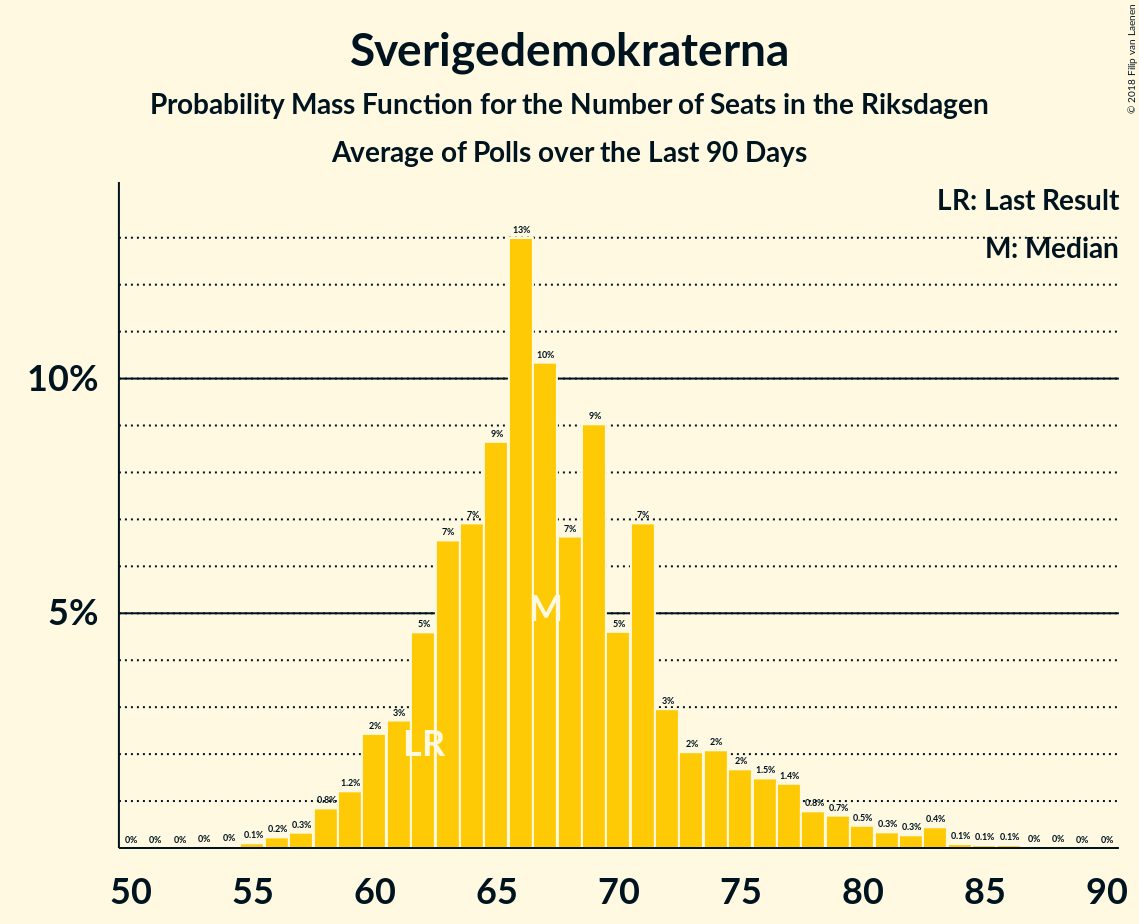 Sverigedemokraterna
Probability Mass Function for the Number of Seats in the Riksdagen
Average of Polls over the Last 90 Days
© 2018 Filip van Laenen
LR: Last Result
M: Median
10%
5%
0% 0% 0% 0% 0% 0.1% 0.2% 0.3% 0.8% 1.2% 2% 3% 5% 7% 7% 9% 13% 10% 7% 9% 5% 7% 3% 2% 2% 2% 1.5% 1.4% 0.8% 0.7% 0.5% 0.3% 0.3% 0.4% 0.1% 0.1% 0.1% 0% 0% 0% 0%
M
LR
50 55 60 65 70 75 80 85 90